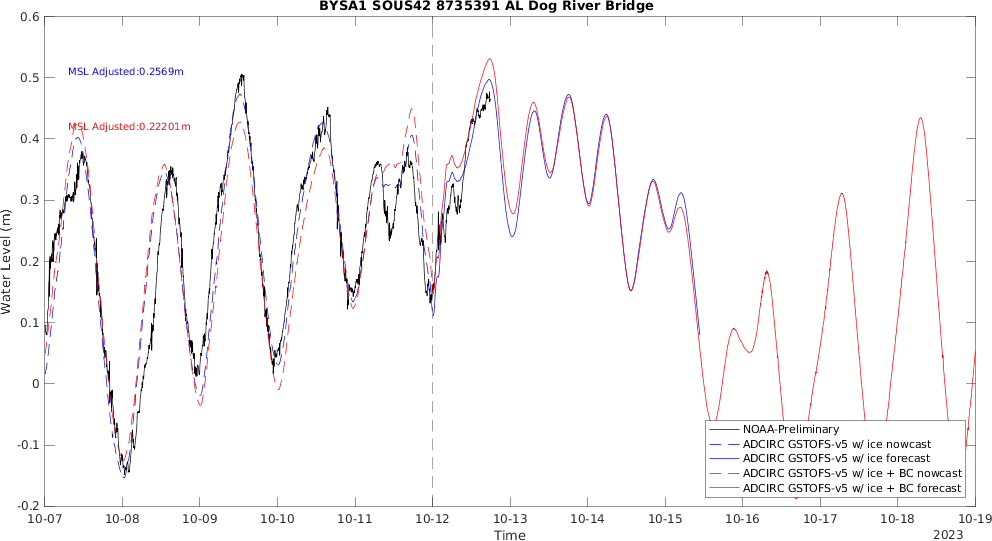 BYSA1 SOUS42 8735391 AL Dog River Bridge
0.6
0.5
0.4
0.3
0.2
0.1
0
-0.1
-0.2
Water Level (m)
MSL Adjusted:0.2569m
MSL Adjusted:0.22201m
NOAA-Preliminary
ADCIRC GSTOFS-v5 w/ ice nowcast
ADCIRC GSTOFS-v5 w/ ice forecast
ADCIRC GSTOFS-v5 w/ ice + BC nowcast
ADCIRC GSTOFS-v5 w/ ice + BC forecast
10-07 10-08 10-09 10-10 10-11 10-12 10-13 10-14 10-15 10-16 10-17 10-18 10-19
Time
2023